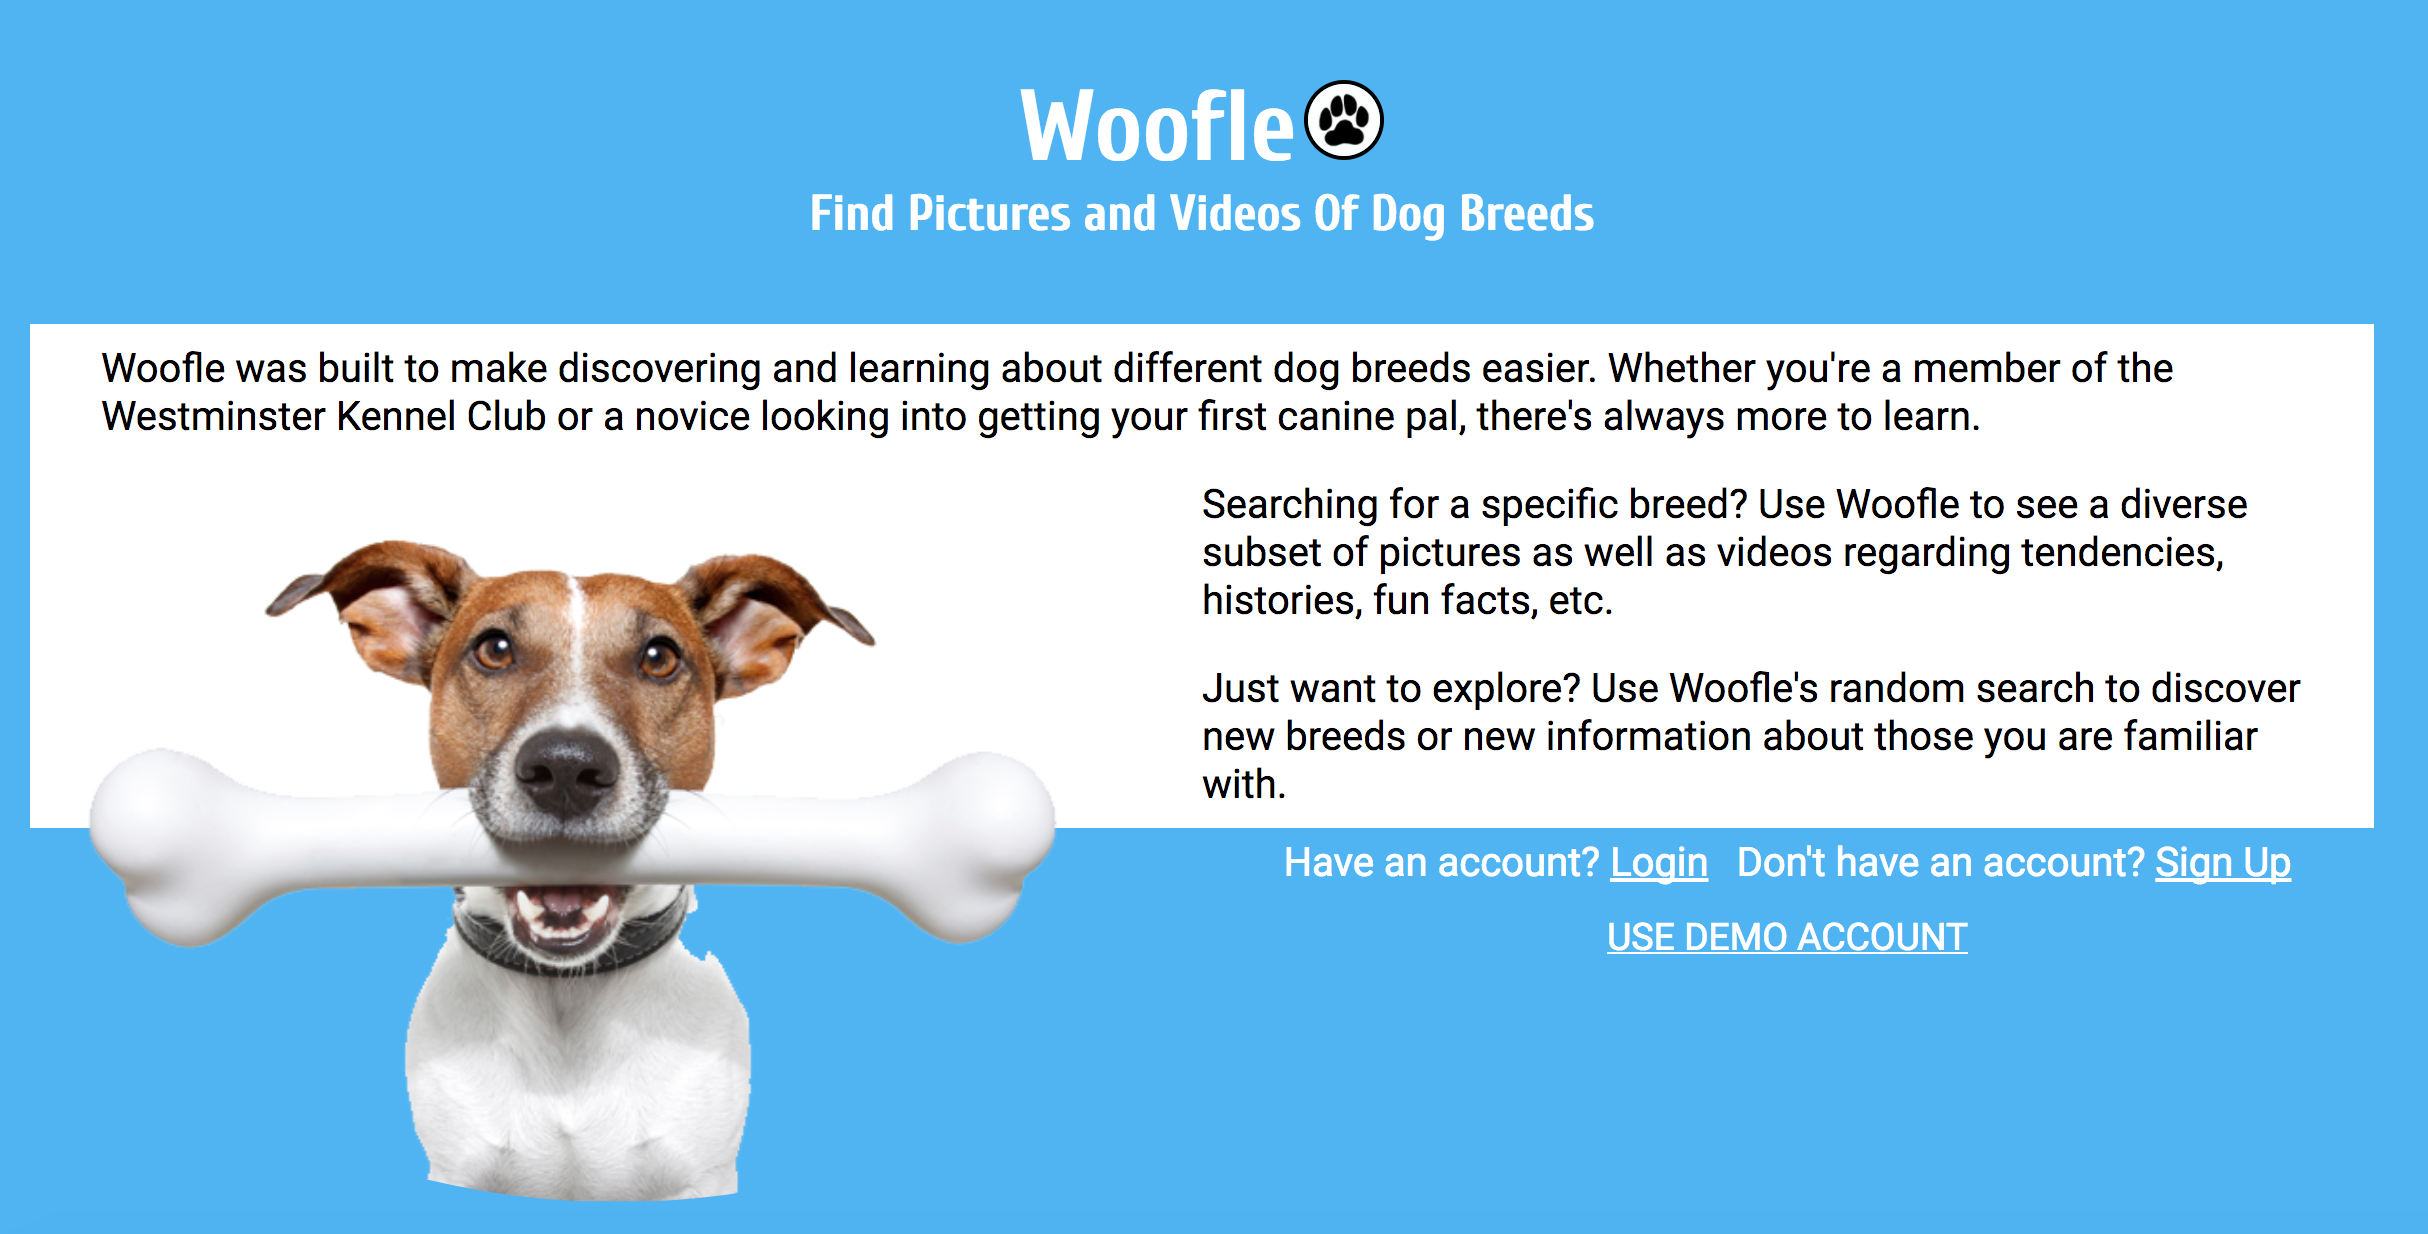 Woofle
Find Pictures and Videos Of Dog Breeds
Woofle was built to make discovering and learning about different dog breeds easier. Whether you're a member of the
Westminster Kennel Club or a novice looking into getting your first canine pal, there's always more to learn.
Searching for a specific breed? Use Woofle to see a diverse
subset of pictures as well as videos regarding tendencies,
histories, fun facts, etc.
Just want to explore? Use Woofle's random search to discover
new breeds or new information about those you are familiar
with.
Have an account? Login Don't have an account? Sign Up
USE DEMO ACCOUNT